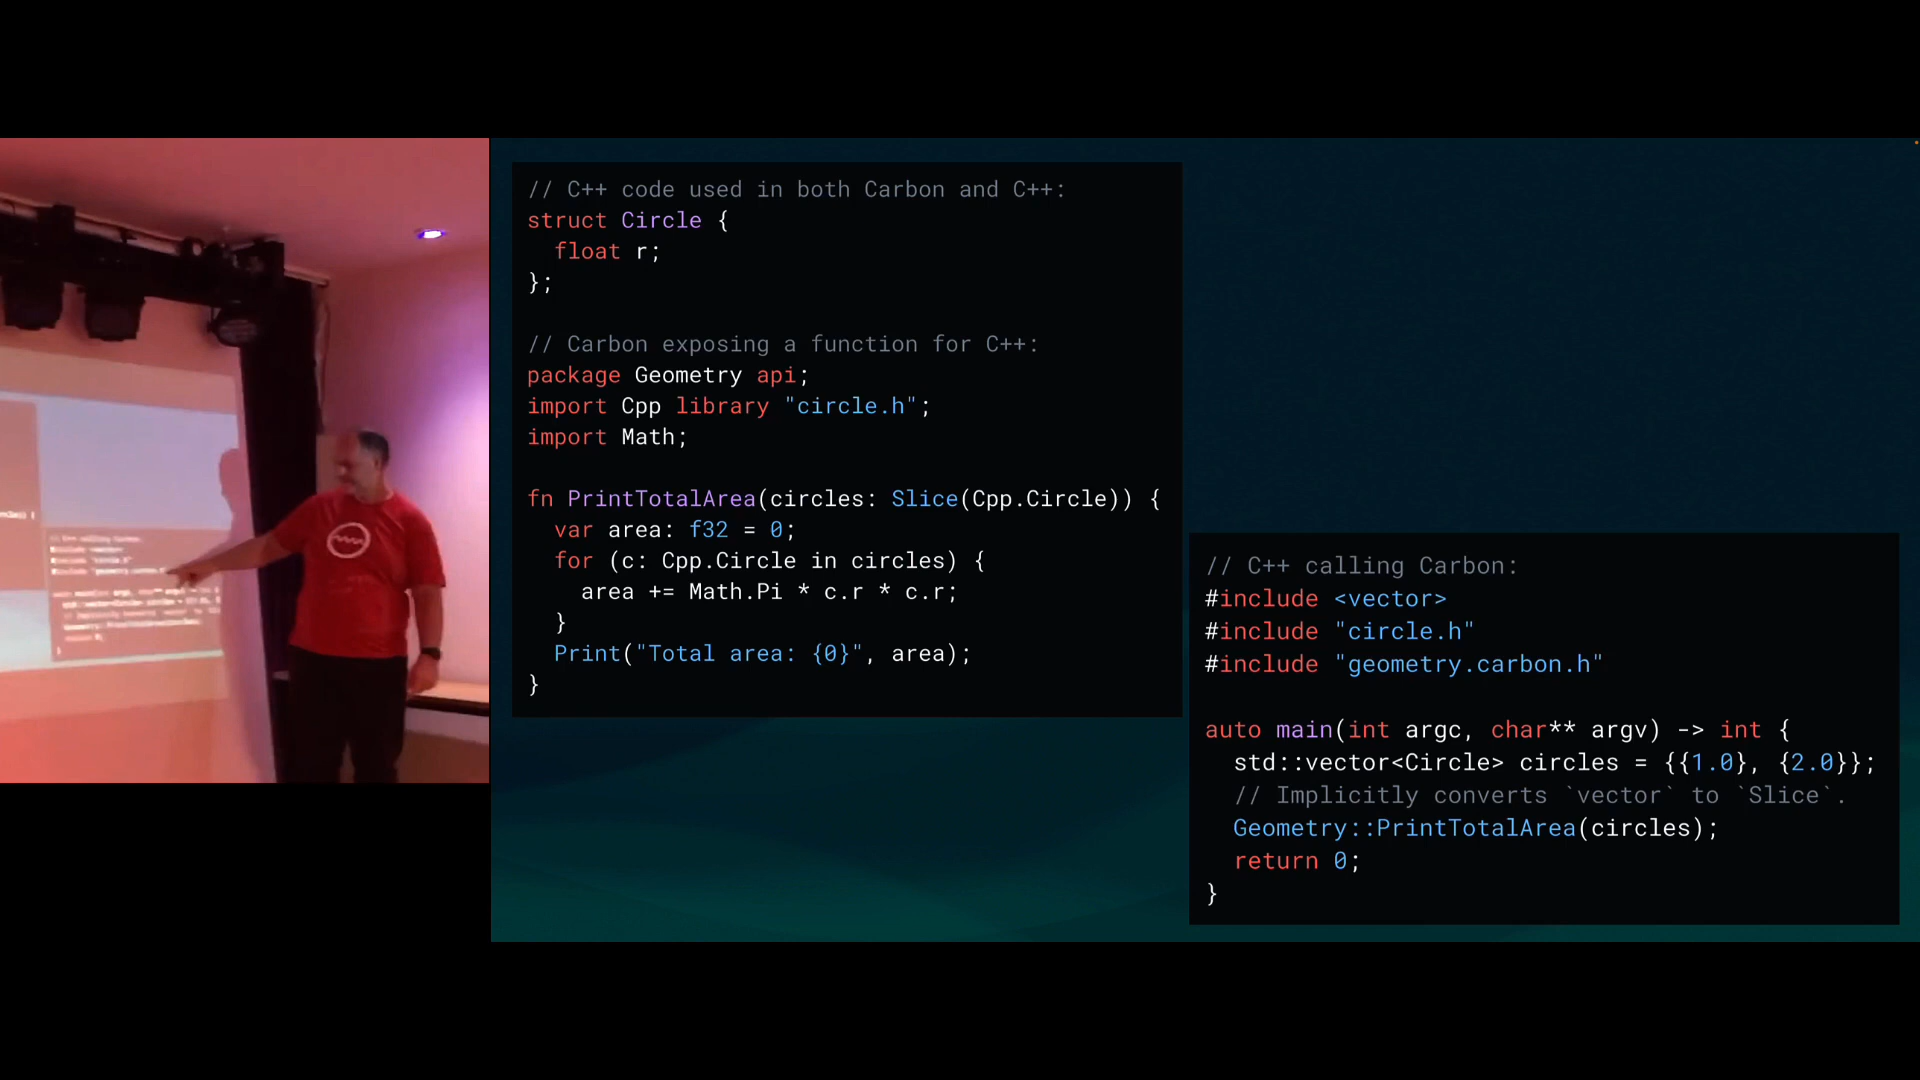 // C++ code used in both Carbon and C++:
struct Circle {
  float r;
};
// Carbon exposing a function for C++:
package Geometry api;
import Cpp library "circle.h";
import Math;
fn PrintTotalArea(circles: Slice(Cpp.Circle)) {
  var area: f32 = 0;
  for (c: Cpp.Circle in circles) {
    area += Math.Pi * c.r * c.r;
  }
  Print("Total area: {0}", area);
}
// C++ calling Carbon:
#include <vector>
#include "circle.h"
#include "geometry.carbon.h"
auto main(int argc, char** argv) -> int {
  std::vector<Circle> circles = {{1.0}, {2.0}};
  // Implicitly converts `vector` to `Slice`.
  Geometry::PrintTotalArea(circles);
  return 0;
}